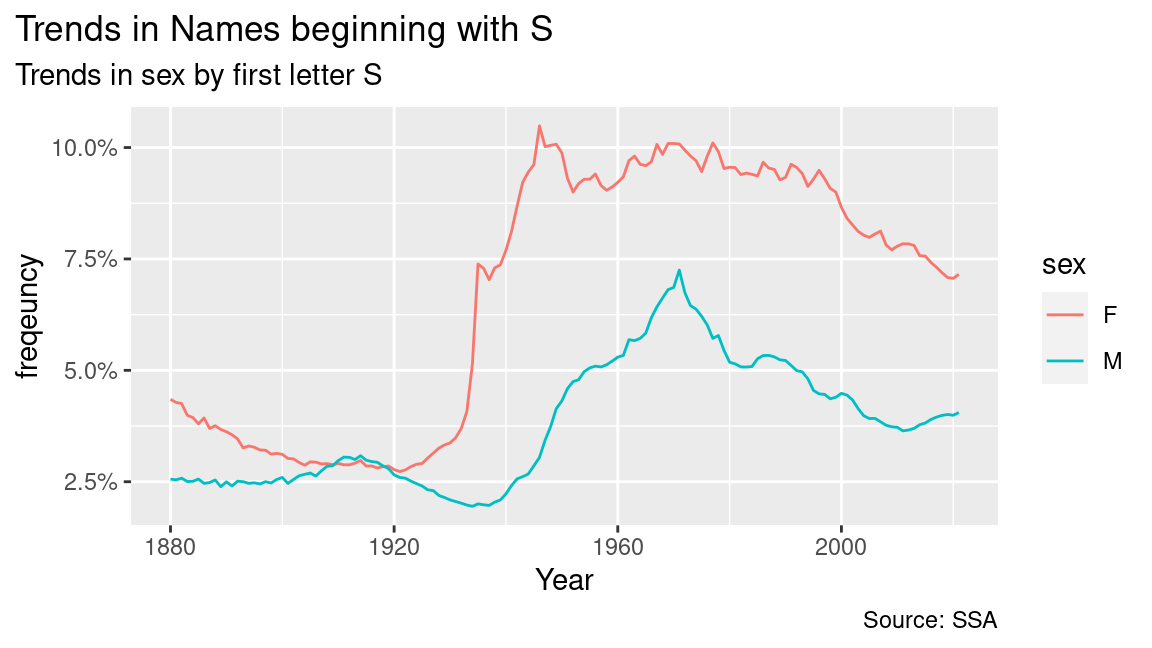 Trends in Names beginning with S
Trends in sex by first letter S
freqeuncy
10.0%
7.5%
5.0%
2.5%
1880
1920
1960
2000
Year
sex
F
M
Source: SSA